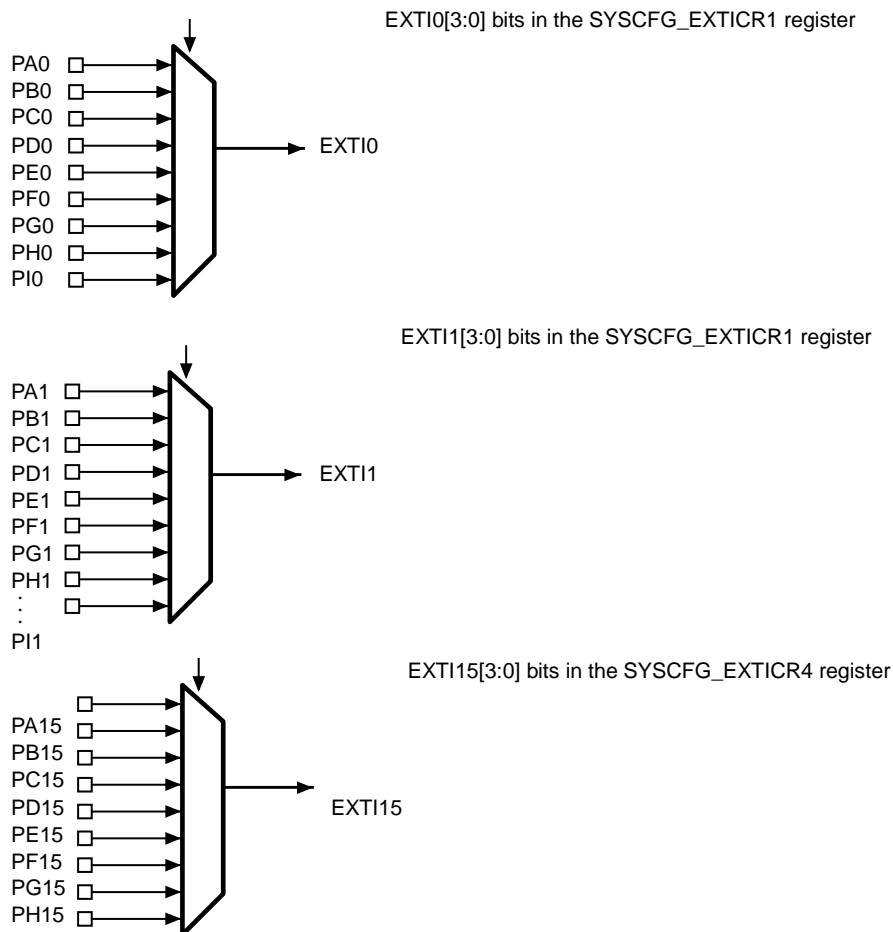 EXTI0[3:0] bits in the SYSCFG_EXTICR1 register
PA0
PB0
PC0
PD0
PE0
PF0
PG0
PH0
PI0
EXTI0
EXTI1[3:0] bits in the SYSCFG_EXTICR1 register
PA1
PB1
PC1
PD1
PE1
PF1
PG1
PH1
PI1
EXTI1
EXTI15[3:0] bits in the SYSCFG_EXTICR4 register
PA15
PB15
PC15
PD15
PE15
PF15
PG15
PH15
EXTI15